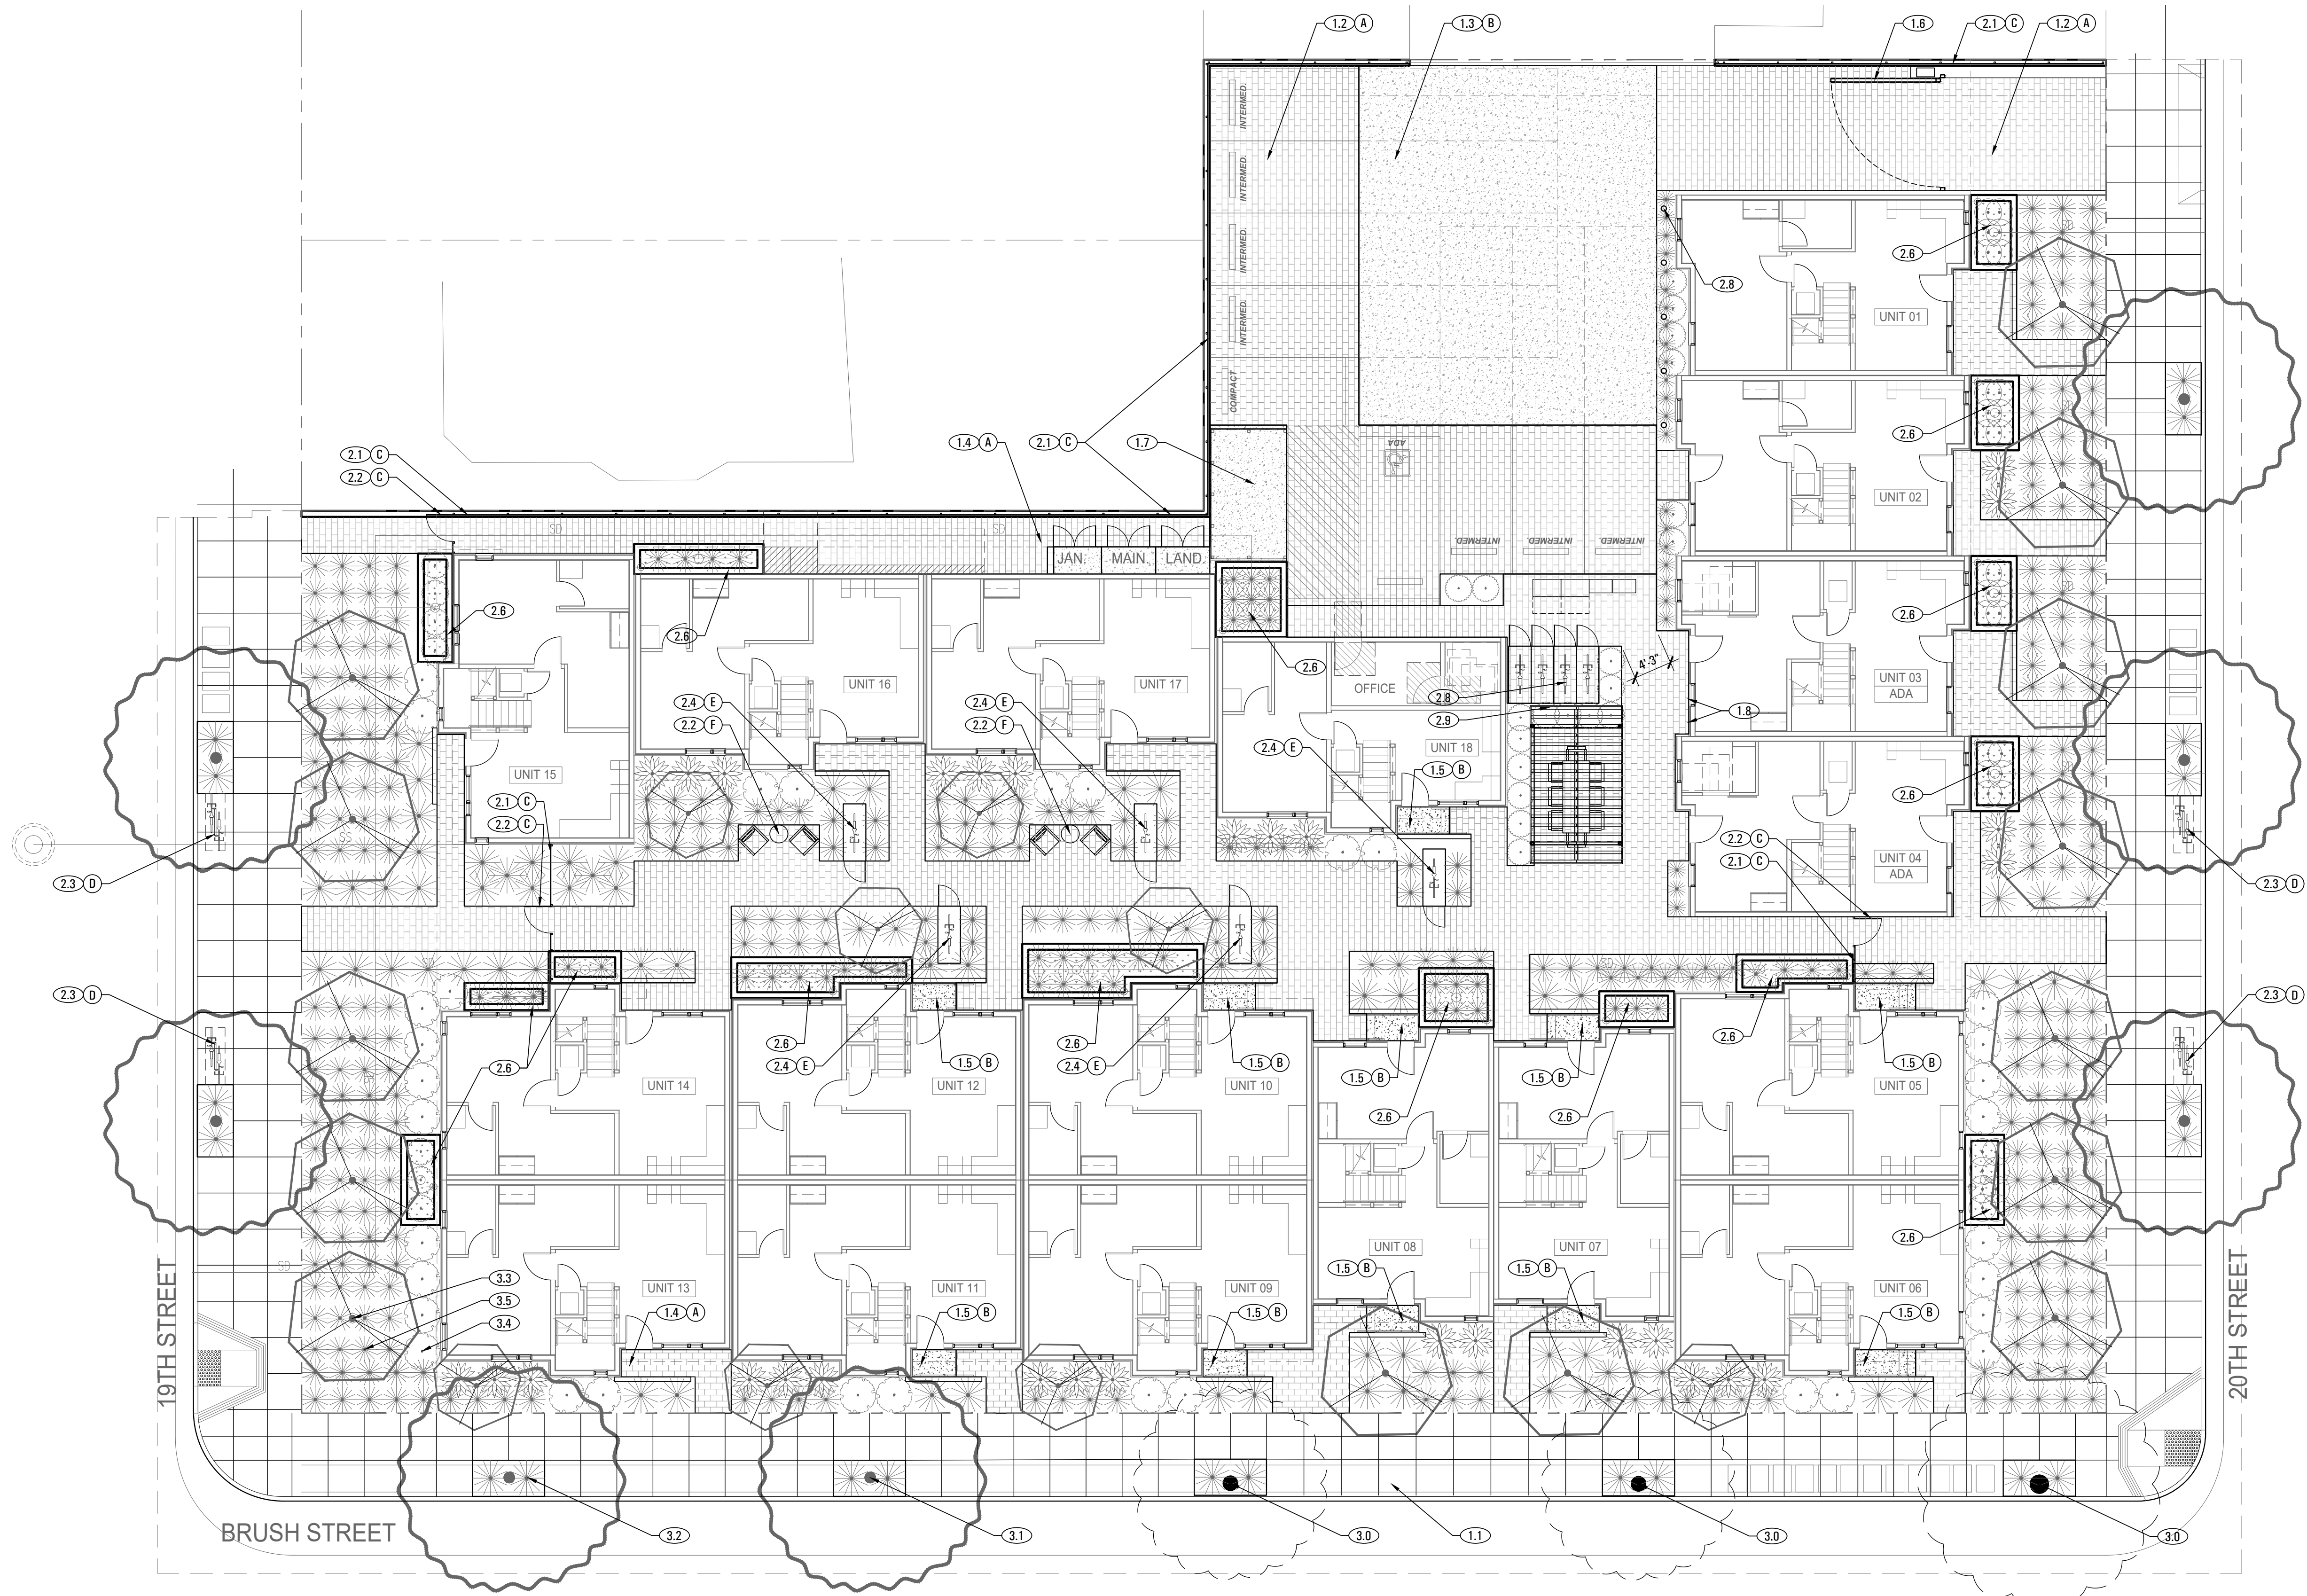 1.2 A
1.3 B
1.6
2.1 C
1.2 A
INTERMED.
INTERMED.
INTERMED.
INTERMED.
COMPACT
2.6
2.8
UNIT 01
2.6
1.4 A
2.1 C
1.7
ADA
2.1 C
2.2 C
UNIT 02
SD
SD
INTERMED.
INTERMED.
INTERMED.
JAN.
MAIN.
LAND.
2.6
2.6
2.6
2.6
4'-3"
UNIT 16
UNIT 17
OFFICE
UNIT 03
ADA
2.4 E
2.4 E
2.8
2.2 F
2.2 F
2.9
1.8
2.4 E
UNIT 18
UNIT 15
1.5 B
2.6
2.1 C
2.2 C
2.2 C
2.1 C
UNIT 04
ADA
2.3 D
2.3 D
SD
SD
2.3 D
2.3 D
2.6
2.6
2.6
2.6
1.5 B
1.5 B
1.5 B
2.4 E
2.4 E
1.5 B
1.5 B
UNIT 14
UNIT 12
UNIT 10
UNIT 05
2.6
2.6
2.6
UNIT 08
UNIT 07
SD
3.3
1.5 B
1.5 B
UNIT 13
UNIT 11
UNIT 09
UNIT 06
3.5
1.4 A
1.5 B
1.5 B
1.5 B
3.4
19TH STREET
20TH STREET
BRUSH STREET
3.2
3.1
3.0
1.1
3.0
3.0